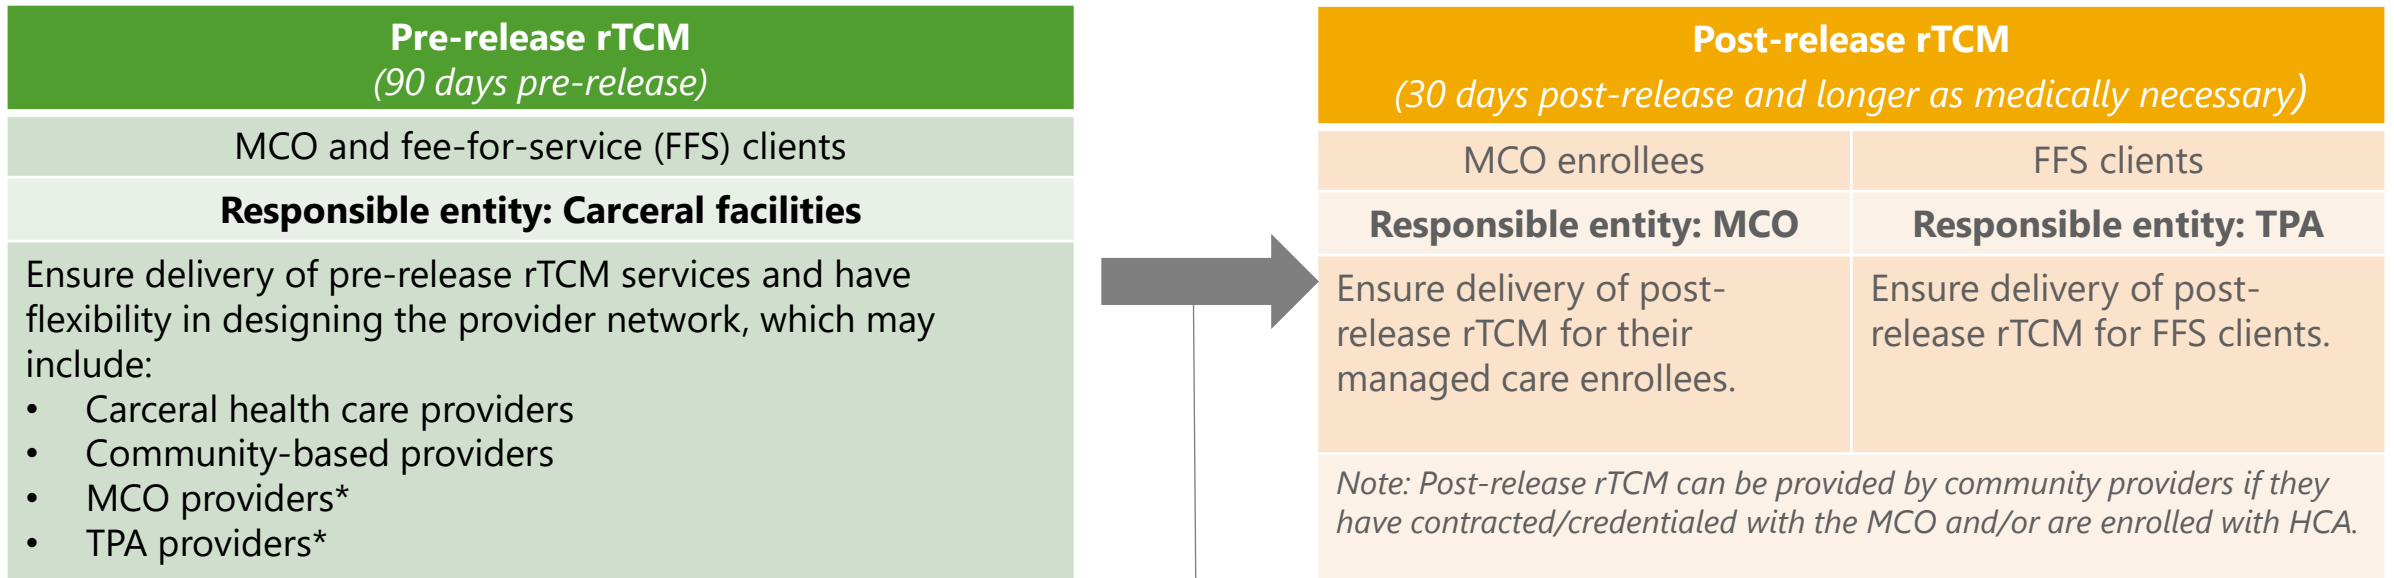 Pre-release rTCM
(90 days pre-release)
MCO and fee-for-service (FFS) clients
Responsible entity: Carceral facilities
Ensure delivery of pre-release rTCM services and have
flexibility in designing the provider network, which may
include:
• Carceral health care providers
• Community-based providers
• MCO providers*
• TPA providers*
Post-release rTCM
(30 days post-release and longer as medically necessary)
MCO enrollees
FFS clients
Responsible entity: MCO
Responsible entity: TPA
Ensure delivery of post-
release rTCM for their
managed care enrollees.
Ensure delivery of post-
release rTCM for FFS clients.
Note: Post-release rTCM can be provided by community providers if they
have contracted/credentialed with the MCO and/or are enrolled with HCA.